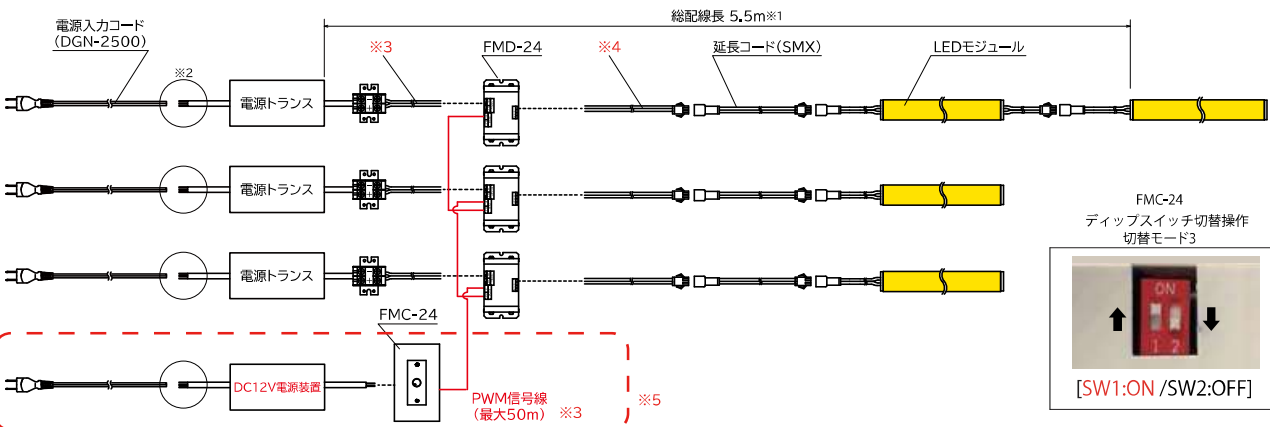 総配線長 5.5m※1
電源入力コード
(DGN-2500)
※3
FMD-24
※4
延長コード(SMX)
LEDモジュール
※2
電源トランス
電源トランス
電源トランス
FMC-24
DC12V電源装置
PWM信号線
(最大50m) ※3
※5
FMC-24
ディップスイッチ切替操作
切替モード3
ON
1 2
[SW1:ON /SW2:OFF]